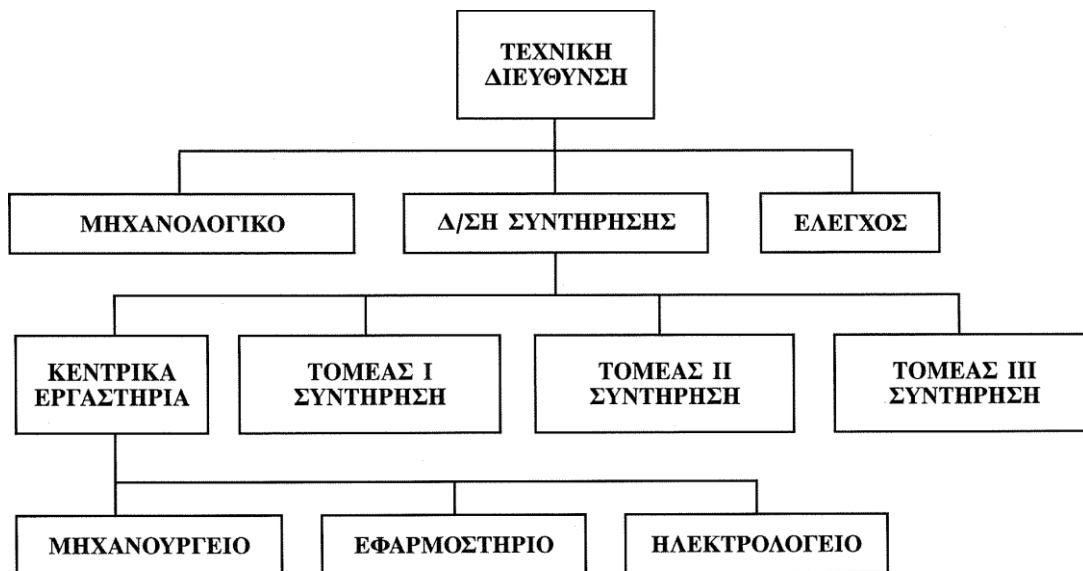 ΤΕΧΝΙΚΗ
ΔΙΕΥΘΥΝΣΗ
ΜΗΧΑΝΟΛΟΓΙΚΟ
Δ/ΣΗ ΣΥΝΤΗΡΗΣΗΣ
ΕΛΕΓΧΟΣ
ΚΕΝΤΡΙΚΑ
ΕΡΓΑΣΤΗΡΙΑ
ΤΟΜΕΑΣ Ι
ΣΥΝΤΗΡΗΣΗ
ΤΟΜΕΑΣ ΙΙ
ΣΥΝΤΗΡΗΣΗ
ΤΟΜΕΑΣ ΙΙΙ
ΣΥΝΤΗΡΗΣΗ
ΜΗΧΑΝΟΥΡΓΕΙΟ
ΕΦΑΡΜΟΣΤΗΡΙΟ
ΗΛΕΚΤΡΟΛΟΓΕΙΟ